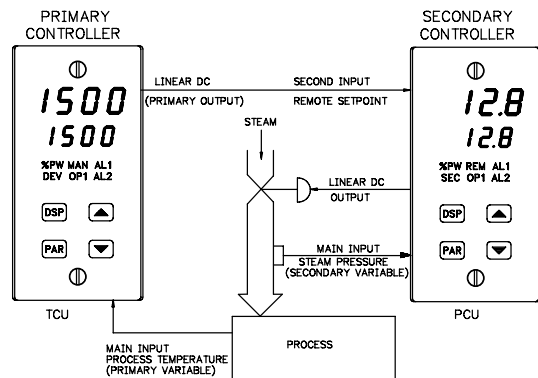 PRIMARY
CONTROLLER
SECONDARY
CONTROLLER
1500
1500
%PW MAN AL1
DEV OP1 AL2
DSP
PAR
TCU
LINEAR DC
(PRIMARY OUTPUT)
SECOND INPUT
REMOTE SETPOINT
STEAM
LINEAR DC
OUTPUT
MAIN INPUT
STEAM PRESSURE
(SECONDARY VARIABLE)
12.8
12.8
%PW REM AL1
SEC OP1 AL2
DSP
PAR
PCU
MAIN INPUT
PROCESS TEMPERATURE
(PRIMARY VARIABLE)
PROCESS